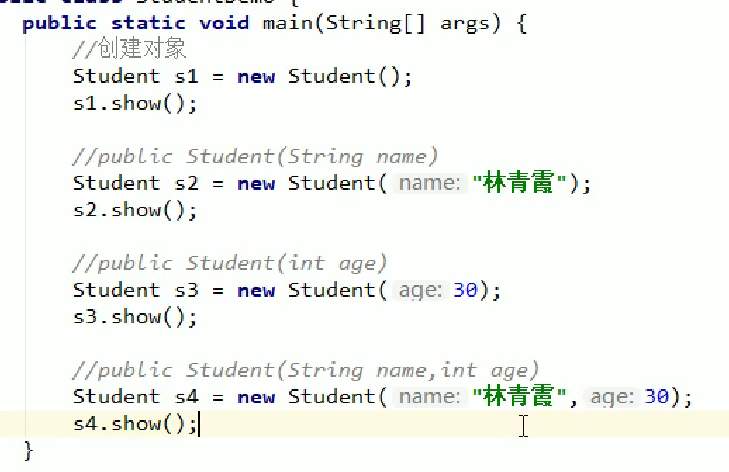 public class StudentDemo {
public static void main(String[] args) {
//创建对象
Student s1 = new Student();
s1.show();
//public Student(String name)
Student s2 = new Student( name: "林青霞");
s2.show();
//public Student(int age)
Student s3 = new Student( age: 30);
s3.show();
//public Student(String name,int age)
Student s4 = new Student( name: "林青霞", age: 30);
s4.show();
}